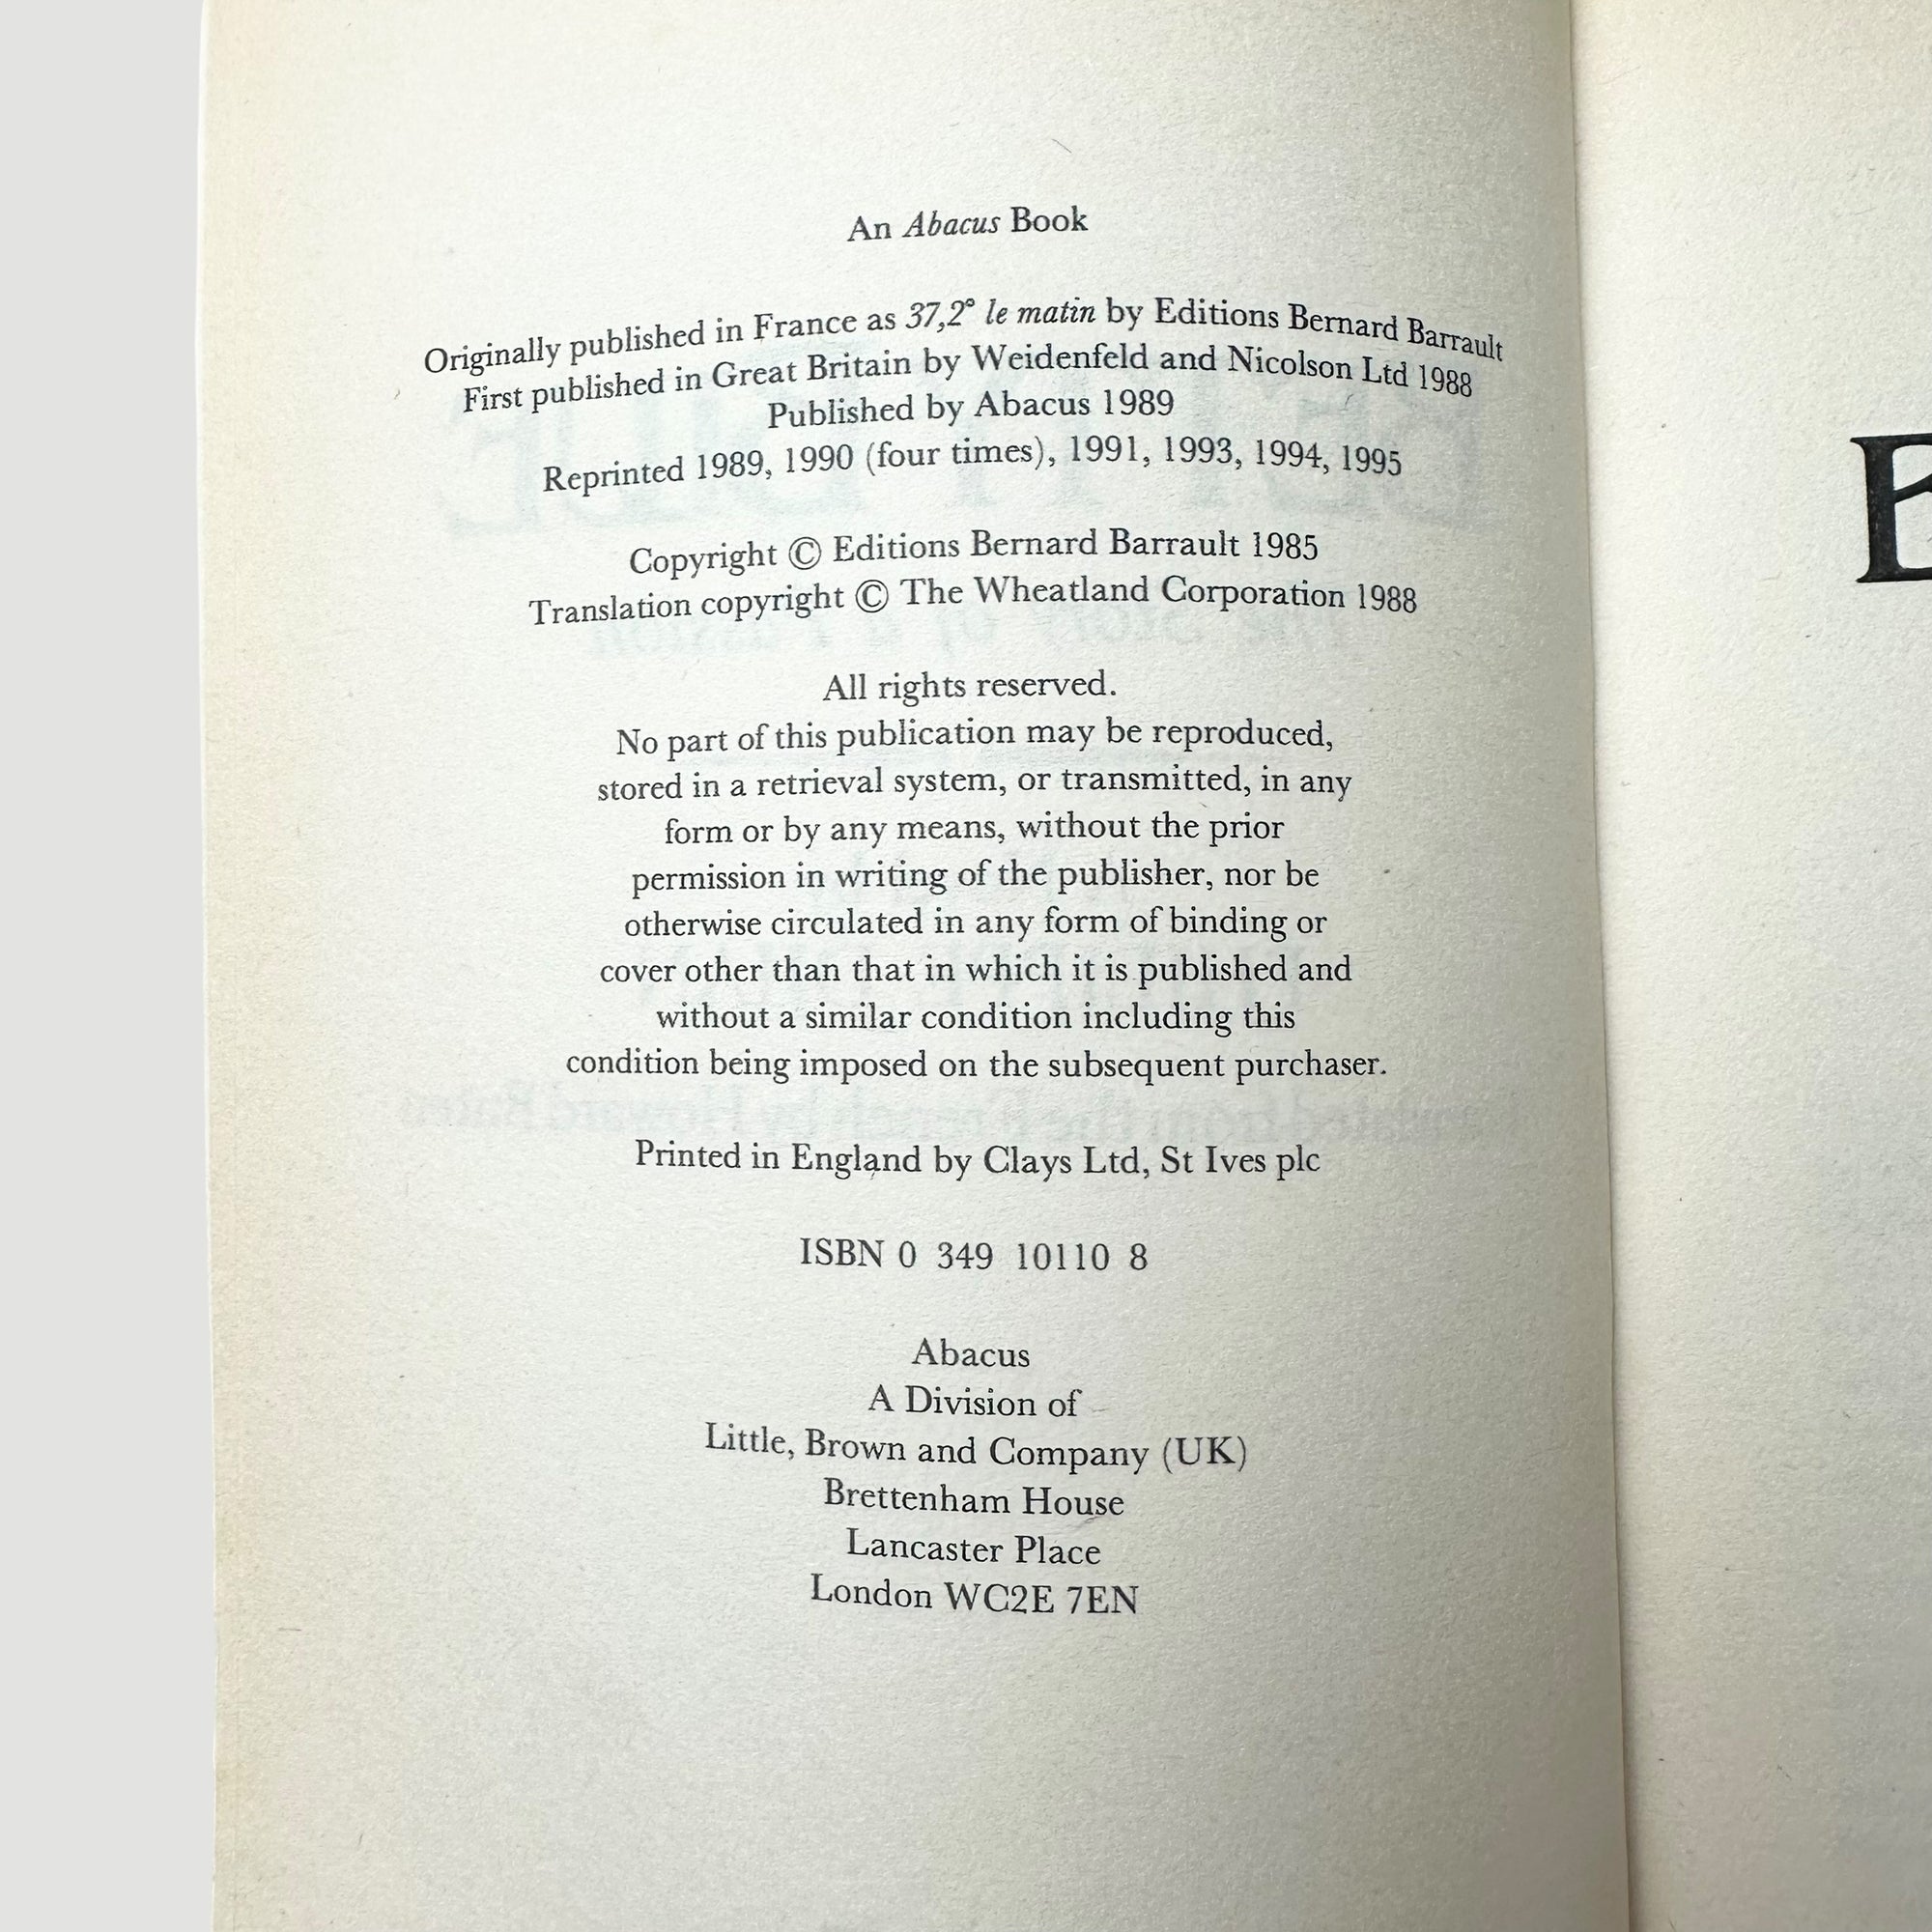 An Abacus Book
Originally published in France as 37,2° le matin by Editions Bernard Barrault
First published in Great Britain by Weidenfeld and Nicolson Ltd 1988
Published by Abacus 1989
Reprinted 1989, 1990 (four times), 1991, 1993, 1994, 1995
Copyright © Editions Bernard Barrault 1985
Translation copyright © The Wheatland Corporation 1988
All rights reserved.
No part of this publication may be reproduced,
stored in a retrieval system, or transmitted, in any
form or by any means, without the prior
permission in writing of the publisher, nor be
otherwise circulated in any form of binding or
cover other than that in which it is published and
without a similar condition including this
condition being imposed on the subsequent purchaser.
Printed in England by Clays Ltd, St Ives plc
ISBN 0 349 10110 8
Abacus
A Division of
Little, Brown and Company (UK)
Brettenham House
Lancaster Place
London WC2E 7EN